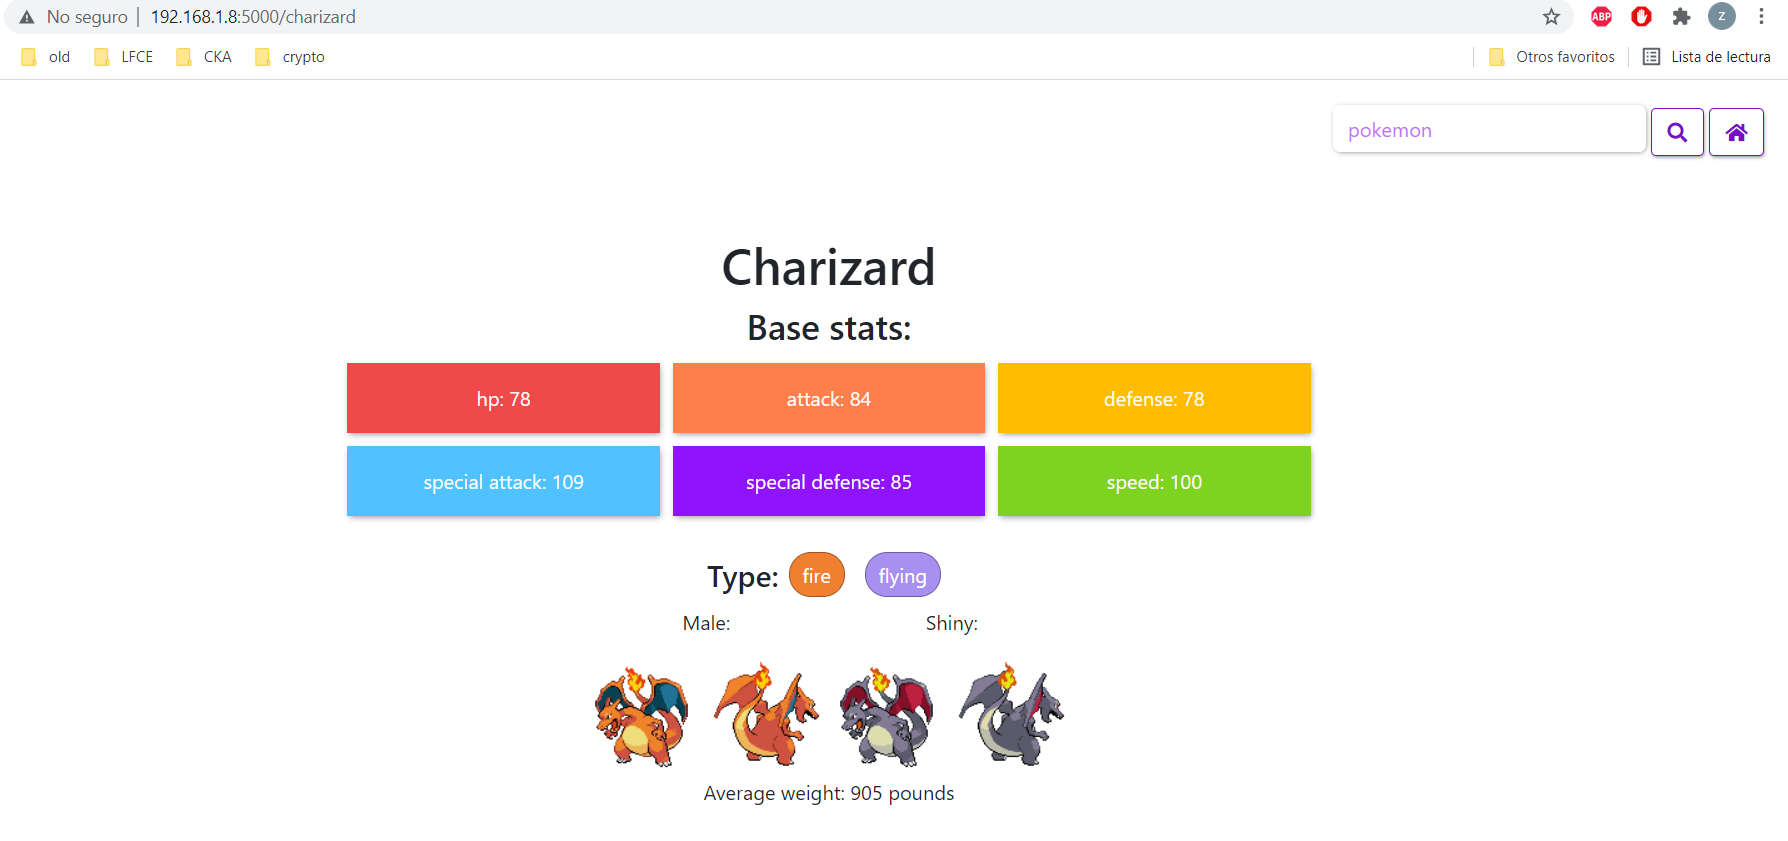 No seguro | 192.168.1.8:5000/charizard
ABP
z
old LFCE CKA crypto Otros favoritos Lista de lectura
pokemon
Charizard
Base stats:
hp: 78 attack: 84 defense: 78
special attack: 109 special defense: 85 speed: 100
Type: fire flying
Male: Shiny:
Average weight: 905 pounds